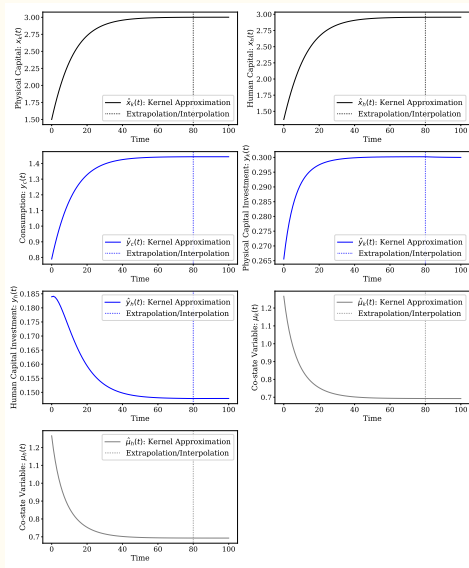 Physical Capital: x_k(t)
3.00
2.75
2.50
2.25
2.00
1.75
1.50
x̂_k(t): Kernel Approximation
Extrapolation/Interpolation
0 20 40 60 80 100
Time
Human Capital: x_h(t)
3.00
2.75
2.50
2.25
2.00
1.75
1.50
x̂_h(t): Kernel Approximation
Extrapolation/Interpolation
0 20 40 60 80 100
Time
Consumption: y_c(t)
1.4
1.3
1.2
1.1
1.0
0.9
0.8
ŷ_c(t): Kernel Approximation
Extrapolation/Interpolation
0 20 40 60 80 100
Time
Physical Capital Investment: y_k(t)
0.300
0.295
0.290
0.285
0.280
0.275
0.270
0.265
ŷ_k(t): Kernel Approximation
Extrapolation/Interpolation
0 20 40 60 80 100
Time
Human Capital Investment: y_h(t)
0.185
0.180
0.175
0.170
0.165
0.160
0.155
0.150
ŷ_h(t): Kernel Approximation
Extrapolation/Interpolation
0 20 40 60 80 100
Time
Co-state Variable: μ_k(t)
1.2
1.1
1.0
0.9
0.8
0.7
μ̂_k(t): Kernel Approximation
Extrapolation/Interpolation
0 20 40 60 80 100
Time
Co-state Variable: μ_h(t)
1.2
1.1
1.0
0.9
0.8
0.7
μ̂_h(t): Kernel Approximation
Extrapolation/Interpolation
0 20 40 60 80 100
Time